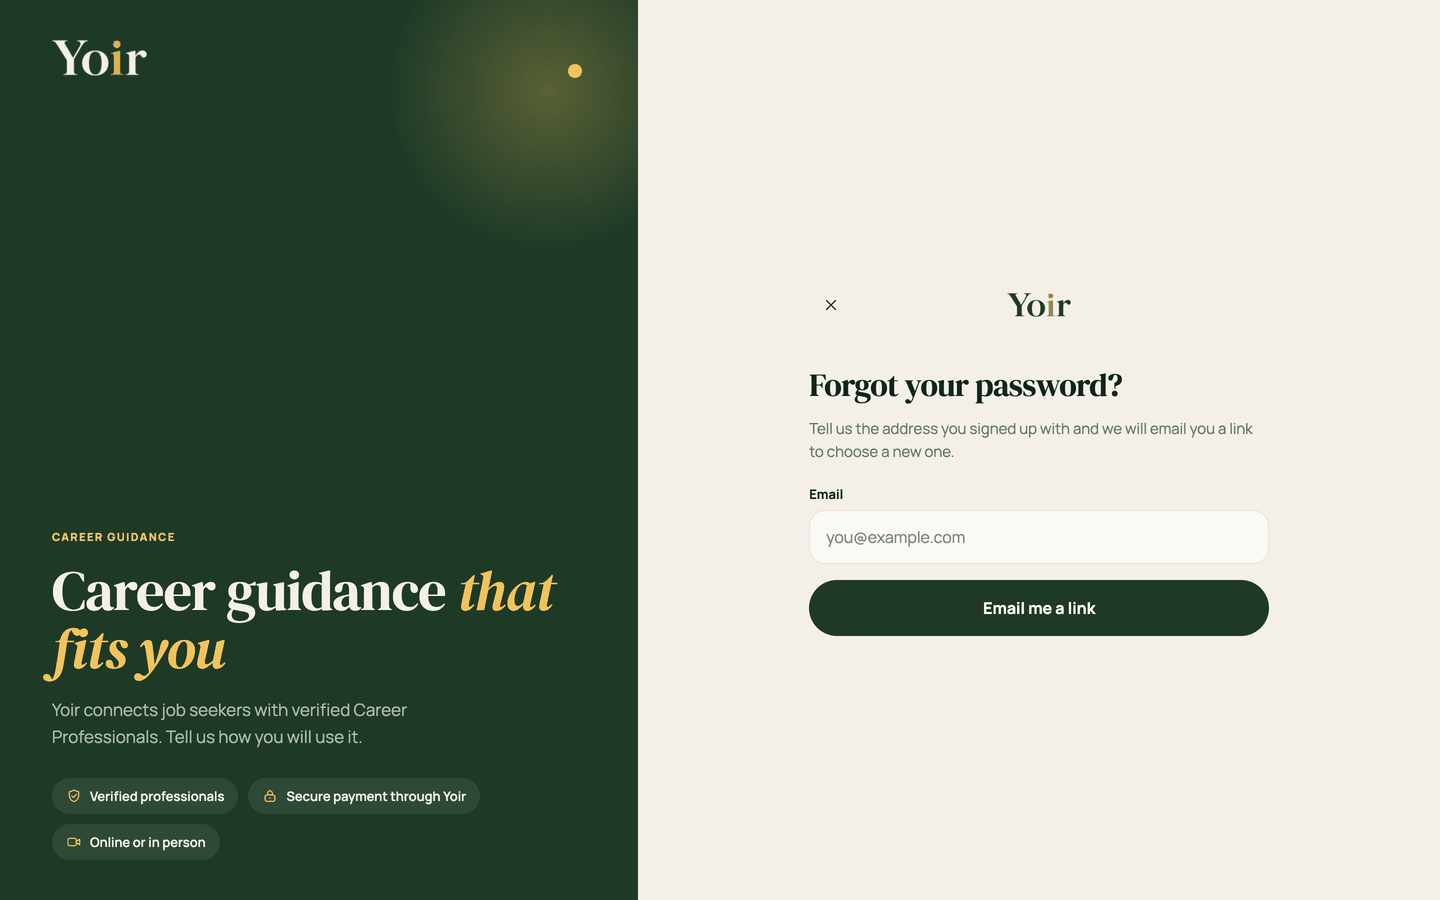 Yoir
CAREER GUIDANCE
Career guidance that
fits you
Yoir connects job seekers with verified Career
Professionals. Tell us how you will use it.
Verified professionals
Secure payment through Yoir
Online or in person
Yoir
Forgot your password?
Tell us the address you signed up with and we will email you a link
to choose a new one.
Email
you@example.com
Email me a link